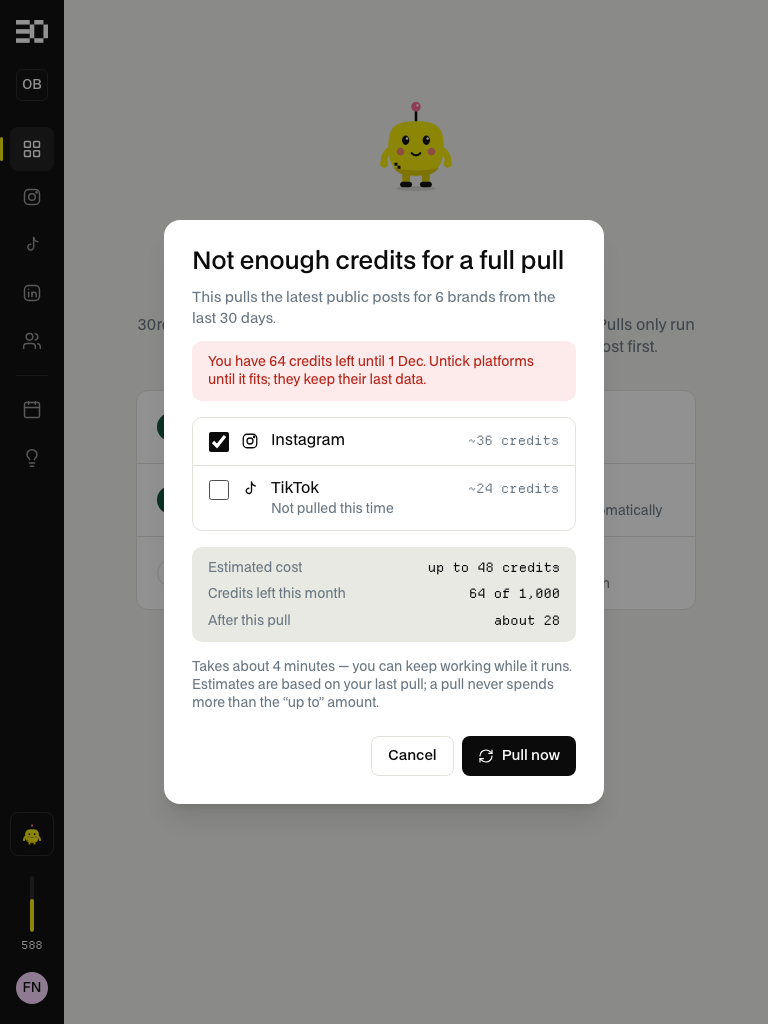 OB
30r
Pulls only run
ost first.
omatically
n
Not enough credits for a full pull
This pulls the latest public posts for 6 brands from the
last 30 days.
You have 64 credits left until 1 Dec. Untick platforms
until it fits; they keep their last data.
Instagram ~36 credits
TikTok ~24 credits
Not pulled this time
Estimated cost up to 48 credits
Credits left this month 64 of 1,000
After this pull about 28
Takes about 4 minutes — you can keep working while it runs.
Estimates are based on your last pull; a pull never spends
more than the “up to” amount.
Cancel Pull now
588
FN